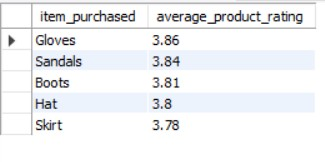 item_purchased average_product_rating
Gloves 3.86
Sandals 3.84
Boots 3.81
Hat 3.8
Skirt 3.78